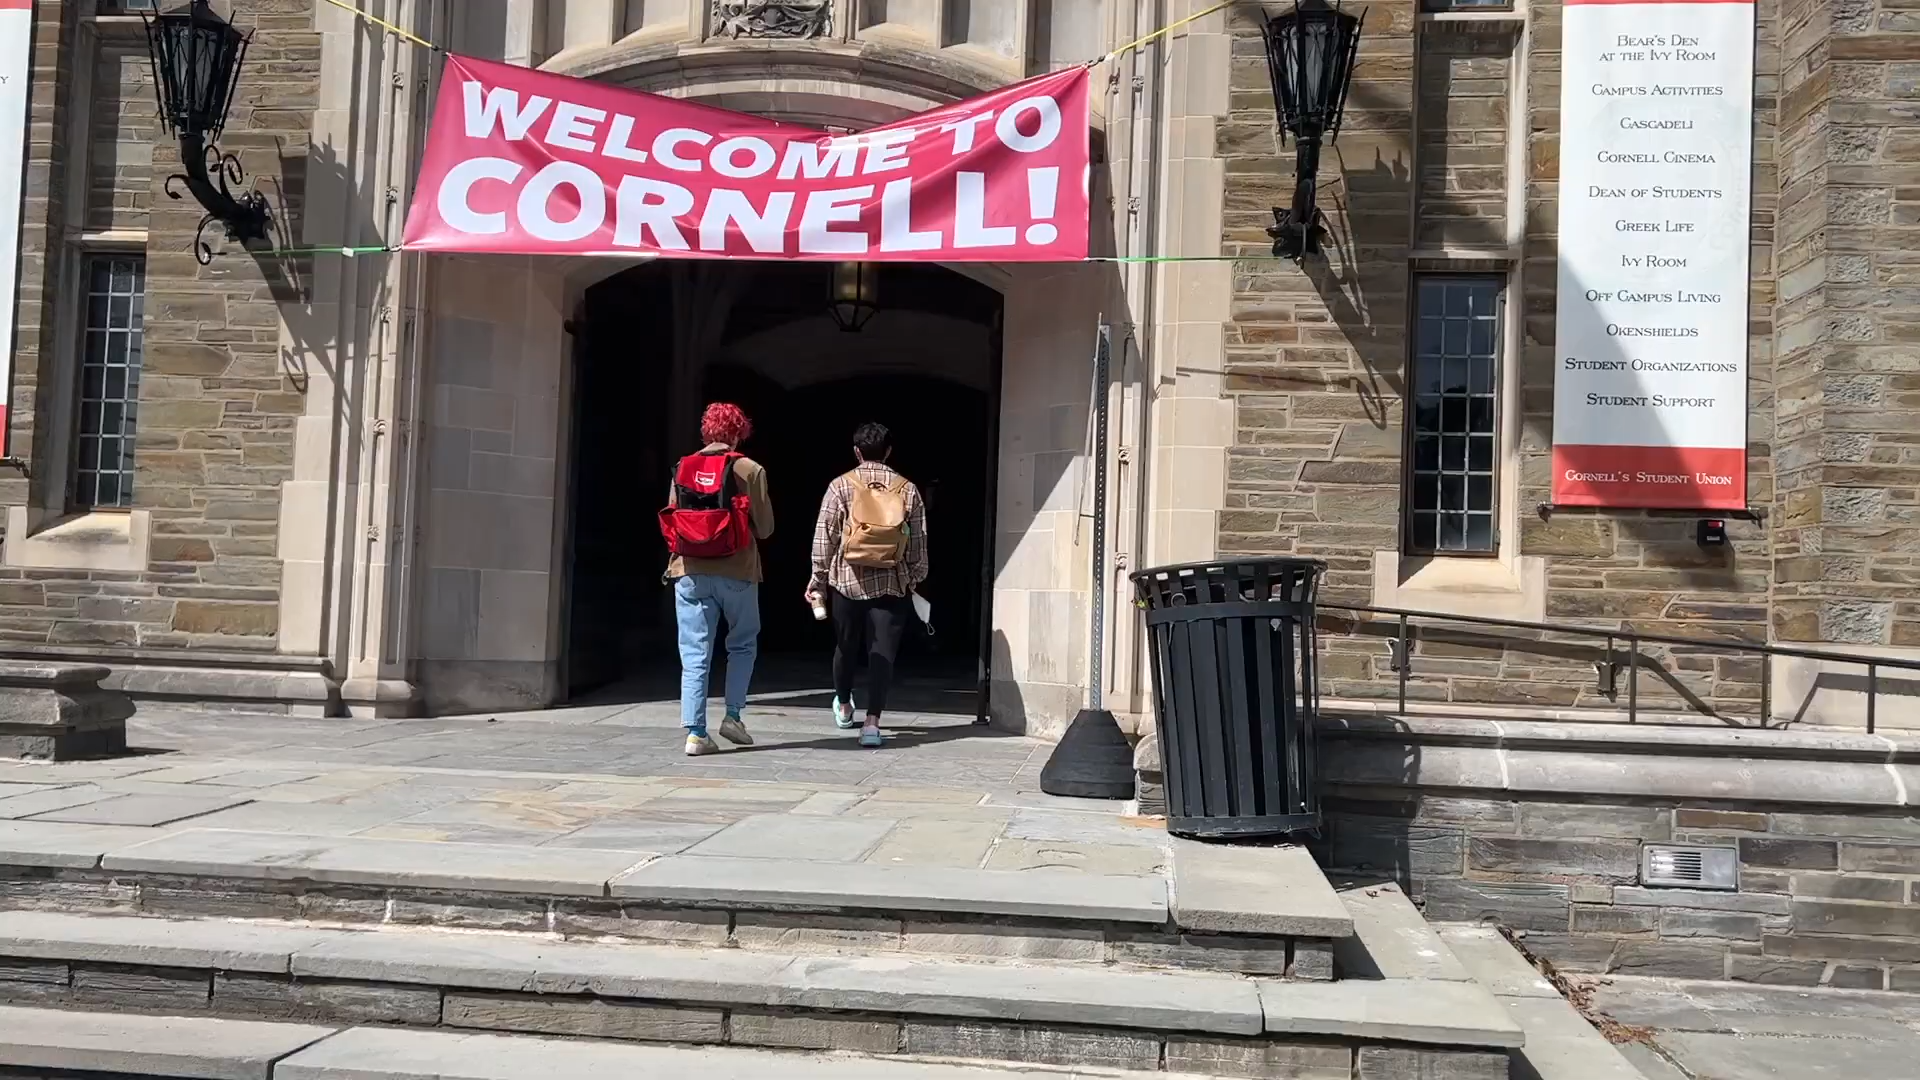 WELCOME TO
CORNELL!
BEAR'S DEN
AT THE IVY ROOM
CAMPUS ACTIVITIES
CASCADELI
CORNELL CINEMA
DEAN OF STUDENTS
GREEK LIFE
IVY ROOM
OFF CAMPUS LIVING
OKENSHIELDS
STUDENT ORGANIZATIONS
STUDENT SUPPORT
CORNELL'S STUDENT UNION